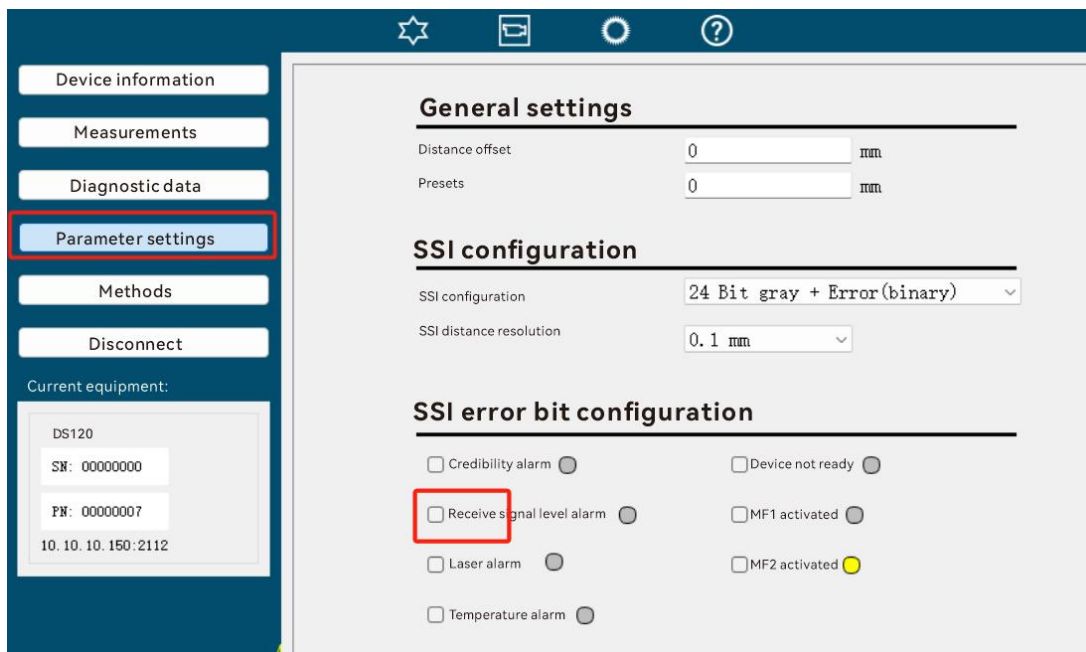 ?
Device information
Measurements
Diagnostic data
Parameter settings
Methods
Disconnect
Current equipment:
DS120
SN: 00000000
PN: 00000007
10.10.10.150:2112
General settings
Distance offset 0 mm
Presets 0 mm
SSI configuration
SSI configuration 24 Bit gray + Error(binary)
SSI distance resolution 0.1 mm
SSI error bit configuration
Credibility alarm Device not ready
Receive signal level alarm MF1 activated
Laser alarm MF2 activated
Temperature alarm